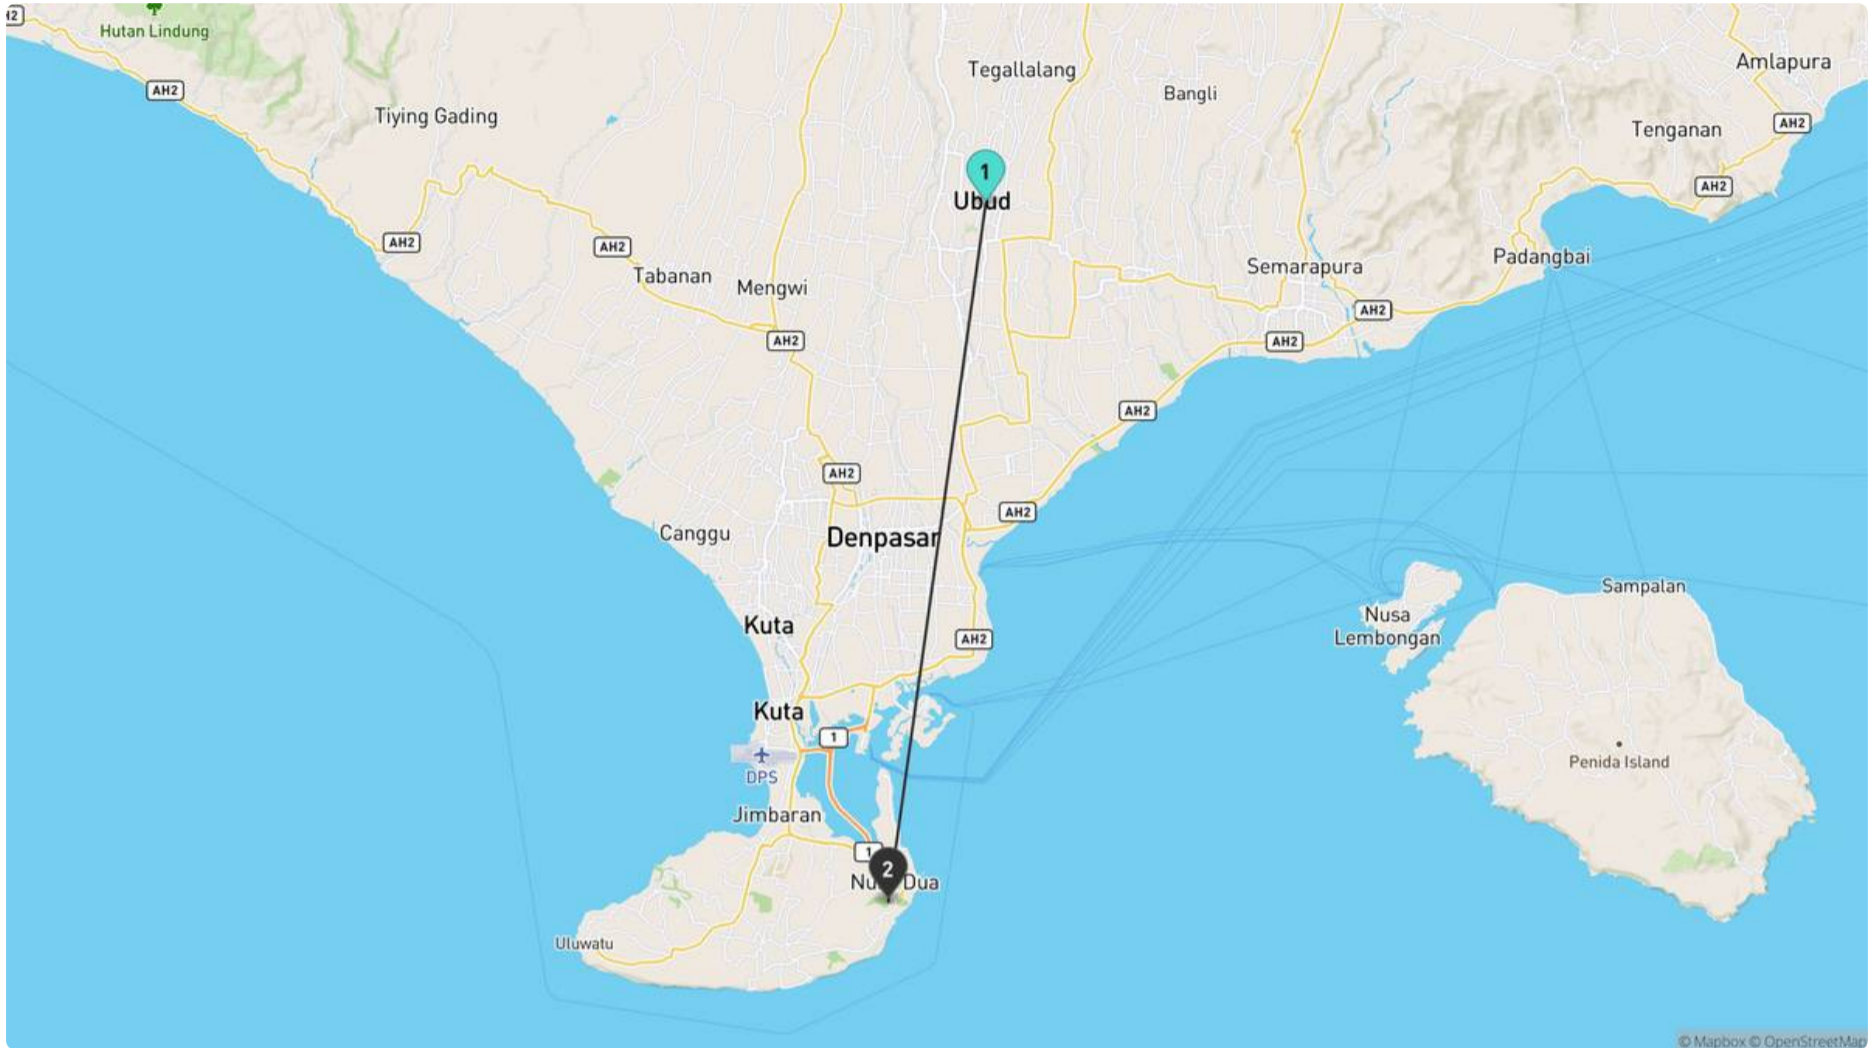 Hutan Lindung
AH2
Tiying Gading
Tegallalang
Bangli
Amlapura
AH2
Tenganan
1
Ubud
AH2
AH2
AH2
Tabanan
Mengwi
Semarapura
Padangbai
AH2
AH2
AH2
AH2
AH2
AH2
Canggu
Denpasar
Kuta
AH2
Nusa
Lembongan
Sampalan
Kuta
1
DPS
Penida Island
Jimbaran
1
2
Dua
Uluwatu
© Mapbox © OpenStreetMap